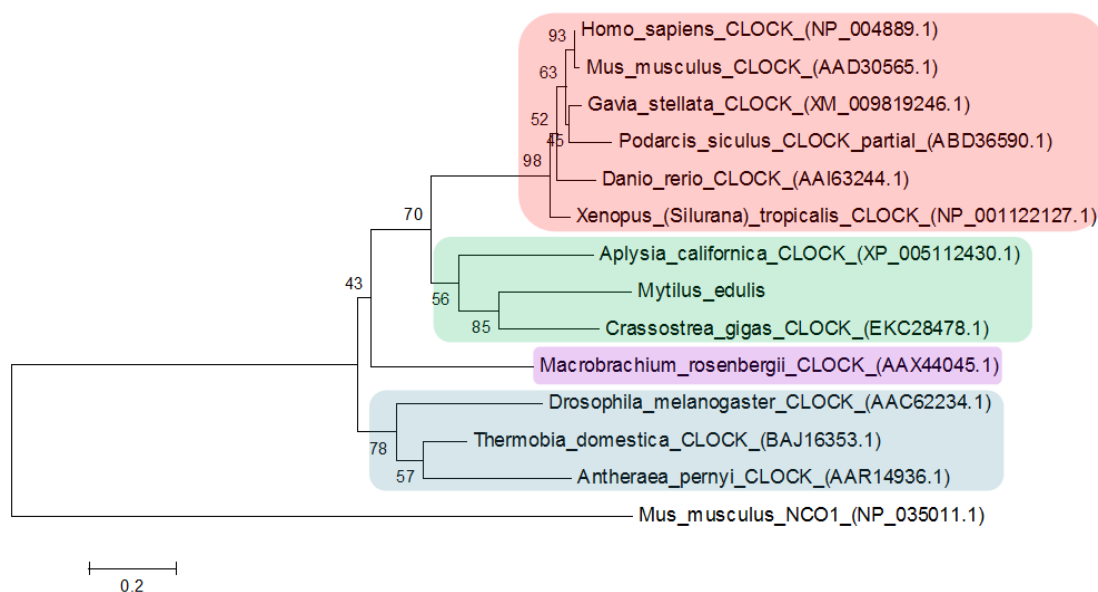 Homo_sapiens_CLOCK_(NP_004889.1)
93
Mus_musculus_CLOCK_(AAD30565.1)
63
Gavia_stellata_CLOCK_(XM_009819246.1)
52
45
Podarcis_siculus_CLOCK_partial_(ABD36590.1)
98
Danio_rerio_CLOCK_(AAI63244.1)
70
Xenopus_(Silurana)_tropicalis_CLOCK_(NP_001122127.1)
Aplysia_californica_CLOCK_(XP_005112430.1)
43
56
Mytilus_edulis
85
Crassostrea_gigas_CLOCK_(EKC28478.1)
Macrobrachium_rosenbergii_CLOCK_(AAX44045.1)
Drosophila_melanogaster_CLOCK_(AAC62234.1)
78
Thermobia_domestica_CLOCK_(BAJ16353.1)
57
Antheraea_pernyi_CLOCK_(AAR14936.1)
Mus_musculus_NCO1_(NP_035011.1)
0.2